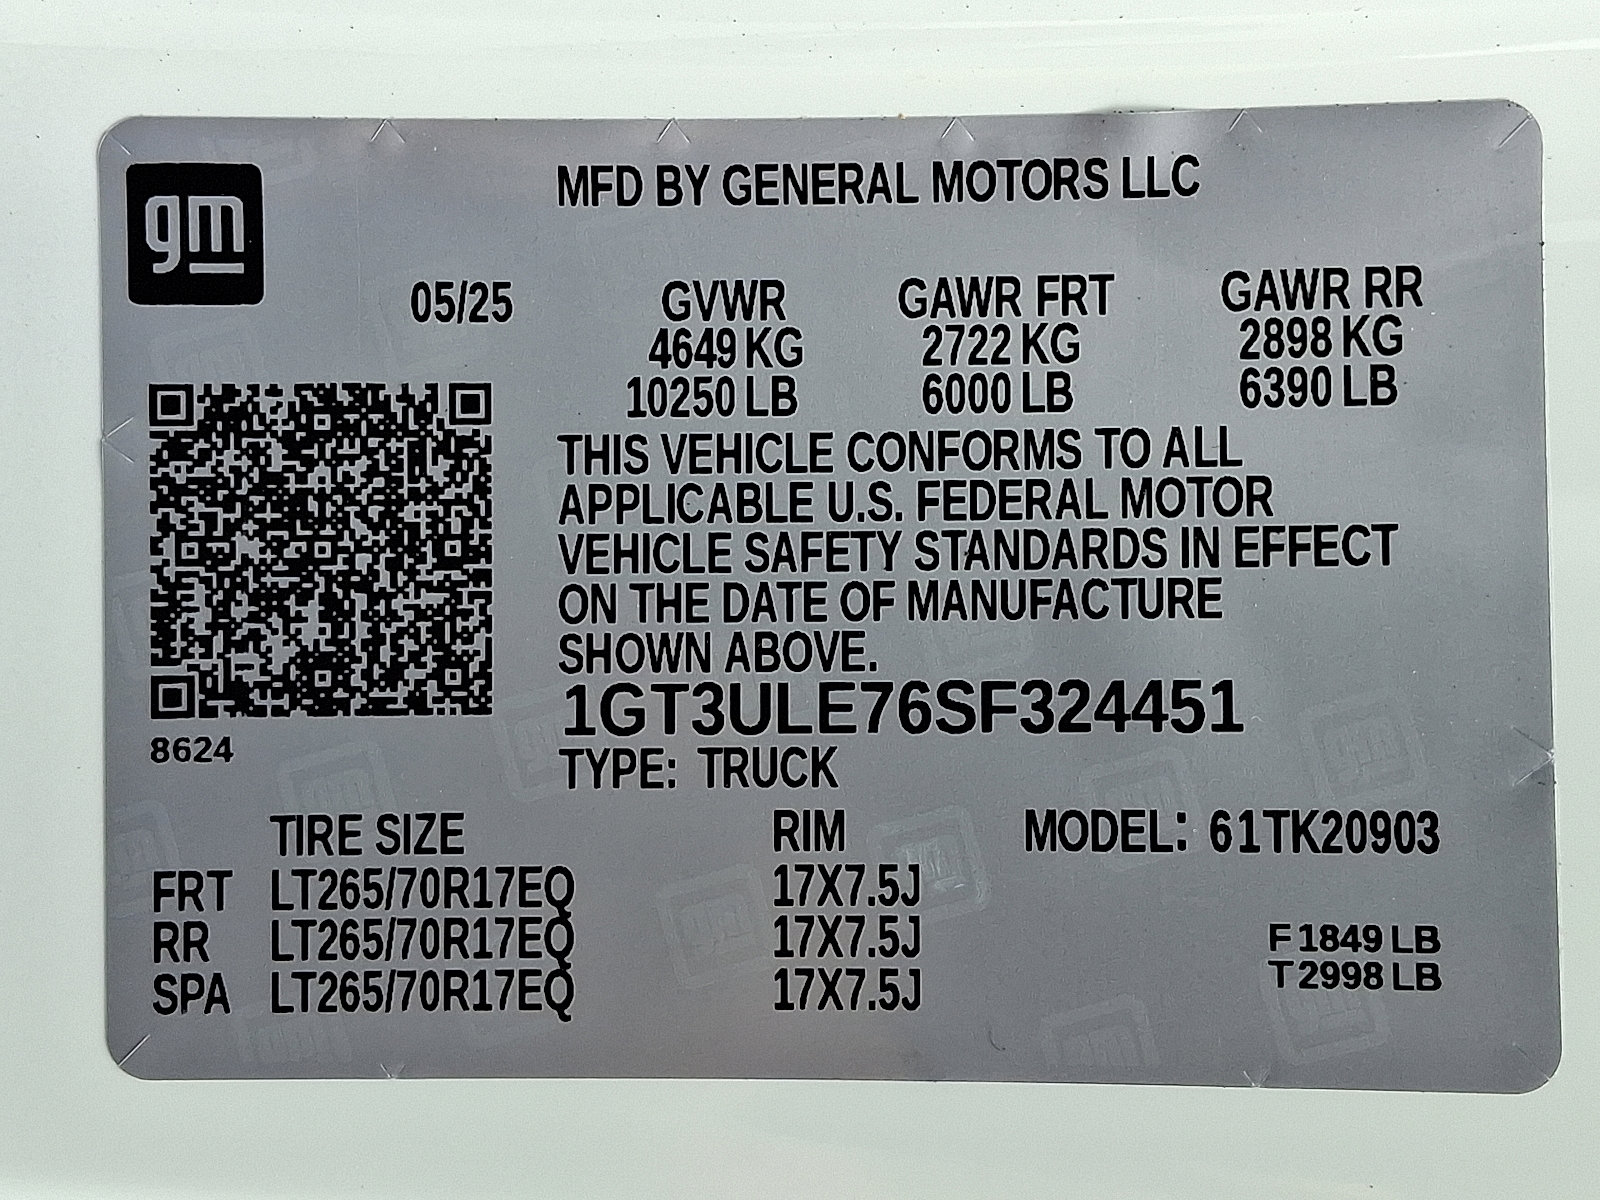 gm
MFD BY GENERAL MOTORS LLC
05/25 GVWR GAWR FRT GAWR RR
4649 KG 2722 KG 2898 KG
10250 LB 6000 LB 6390 LB
THIS VEHICLE CONFORMS TO ALL
APPLICABLE U.S. FEDERAL MOTOR
VEHICLE SAFETY STANDARDS IN EFFECT
ON THE DATE OF MANUFACTURE
SHOWN ABOVE.
1GT3ULE76SF324451
8624
TYPE: TRUCK
TIRE SIZE RIM MODEL: 61TK20903
FRT LT265/70R17EQ 17X7.5J
RR LT265/70R17EQ 17X7.5J F 1849 LB
SPA LT265/70R17EQ 17X7.5J T 2998 LB